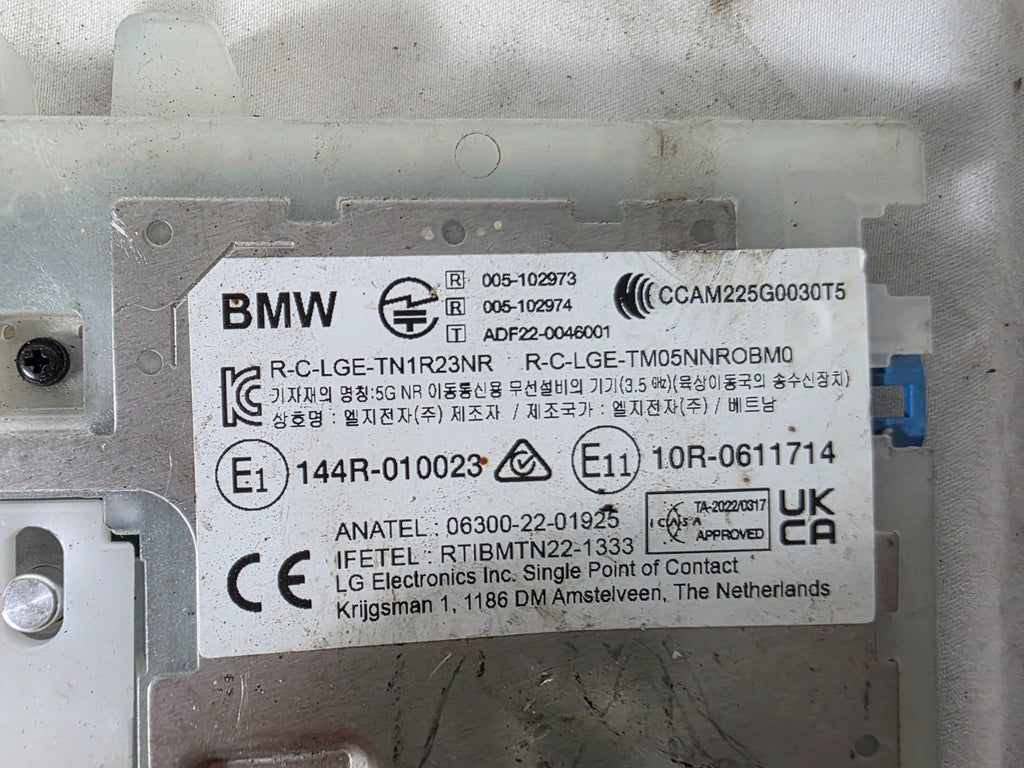 BMW
R 005-102973
R 005-102974
T ADF22-0046001
CCAM225G0030T5
R-C-LGE-TN1R23NR R-C-LGE-TM05NNROBM0
기자재의 명칭:5G NR 이동통신용 무선설비의 기기(3.5㎓)(육상이동국의 송수신장치)
상호명 : 엘지전자(주) 제조자 / 제조국가 : 엘지전자(주) / 베트남
E1 144R-010023
E11 10R-0611714
ANATEL : 06300-22-01925
IFETEL : RTIBMTN22-1333
ICASA
TA-2022/0317
APPROVED
UK
CA
CE
LG Electronics Inc. Single Point of Contact
Krijgsman 1, 1186 DM Amstelveen, The Netherlands